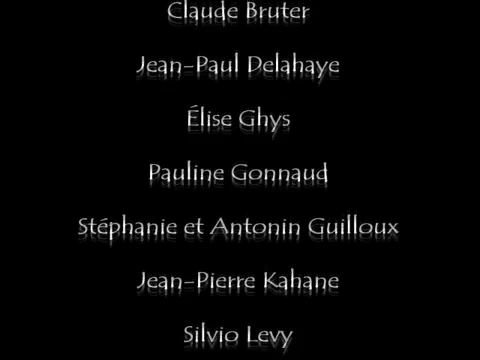 Claude Bruter
Jean-Paul Delahaye
Élise Ghys
Pauline Gonnaud
Stéphanie et Antonin Guilloux
Jean-Pierre Kahane
Silvio Levy